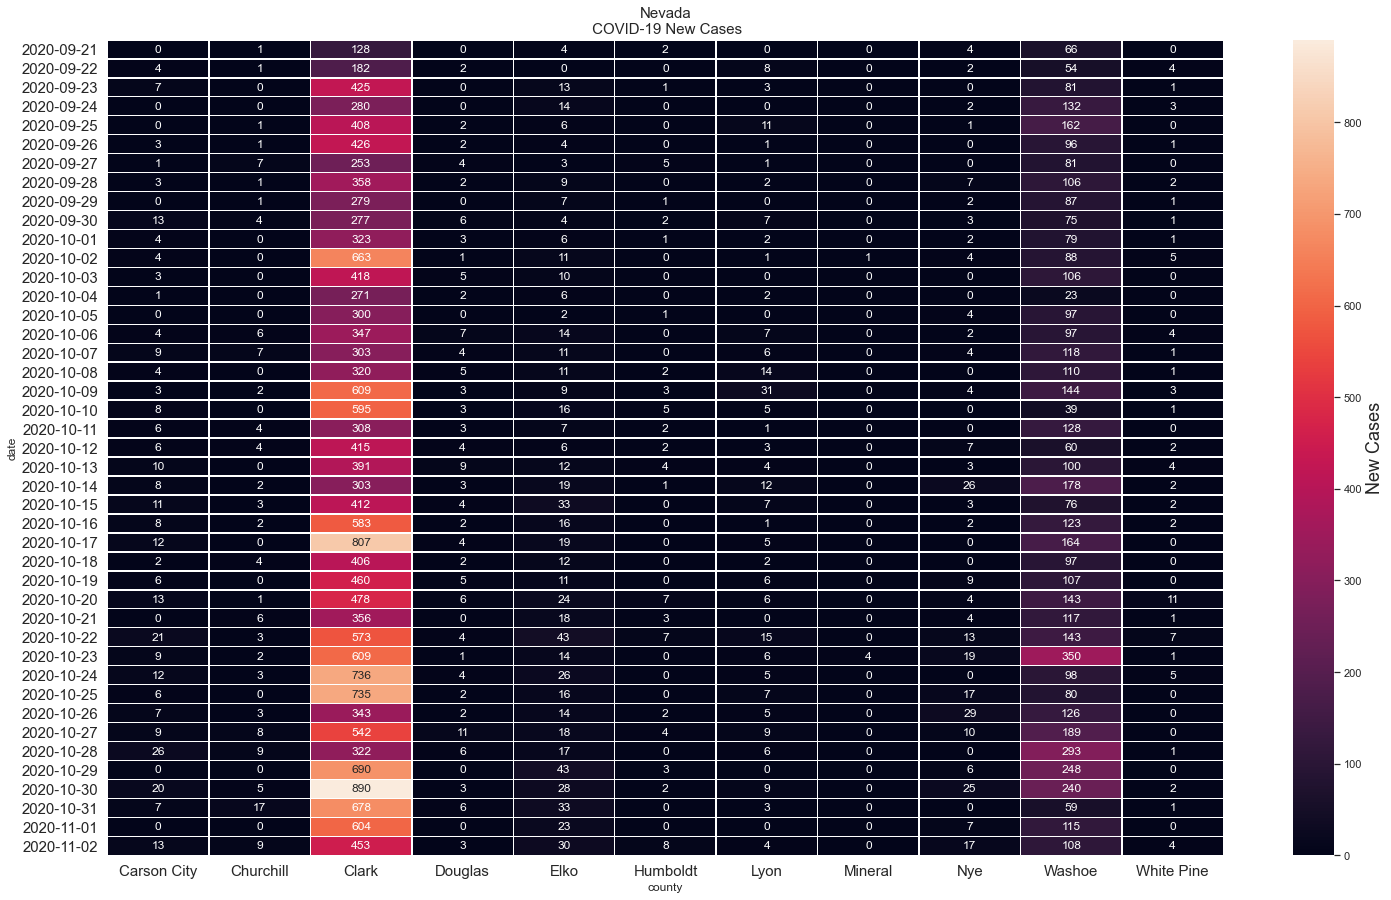 Nevada
COVID-19 New Cases
2020-09-21 0 1 128 0 4 2 0 0 4 66 0
2020-09-22 4 1 182 2 0 0 8 0 2 54 4
2020-09-23 7 0 425 0 13 1 3 0 0 81 1
2020-09-24 0 0 280 0 14 0 0 0 2 132 3
2020-09-25 0 1 408 2 6 0 11 0 1 162 0
2020-09-26 3 1 426 2 4 0 1 0 0 96 1
2020-09-27 1 7 253 4 3 5 1 0 0 81 0
2020-09-28 3 1 358 2 9 0 2 0 7 106 2
2020-09-29 0 1 279 0 7 1 0 0 2 87 1
2020-09-30 13 4 277 6 4 2 7 0 3 75 1
2020-10-01 4 0 323 3 6 1 2 0 2 79 1
2020-10-02 4 0 663 1 11 0 1 1 4 88 5
2020-10-03 3 0 418 5 10 0 0 0 0 106 0
2020-10-04 1 0 271 2 6 0 2 0 0 23 0
2020-10-05 0 0 300 0 2 1 0 0 4 97 0
2020-10-06 4 6 347 7 14 0 7 0 2 97 4
2020-10-07 9 7 303 4 11 0 6 0 4 118 1
2020-10-08 4 0 320 5 11 2 14 0 0 110 1
2020-10-09 3 2 609 3 9 3 31 0 4 144 3
2020-10-10 8 0 595 3 16 5 5 0 0 39 1
2020-10-11 6 4 308 3 7 2 1 0 0 128 0
2020-10-12 6 4 415 4 6 2 3 0 7 60 2
2020-10-13 10 0 391 9 12 4 4 0 3 100 4
2020-10-14 8 2 303 3 19 1 12 0 26 178 2
2020-10-15 11 3 412 4 33 0 7 0 3 76 2
2020-10-16 8 2 583 2 16 0 1 0 2 123 2
2020-10-17 12 0 807 4 19 0 5 0 0 164 0
2020-10-18 2 4 406 2 12 0 2 0 0 97 0
2020-10-19 6 0 460 5 11 0 6 0 9 107 0
2020-10-20 13 1 478 6 24 7 6 0 4 143 11
2020-10-21 0 6 356 0 18 3 0 0 4 117 1
2020-10-22 21 3 573 4 43 7 15 0 13 143 7
2020-10-23 9 2 609 1 14 0 6 4 19 350 1
2020-10-24 12 3 736 4 26 0 5 0 0 98 5
2020-10-25 6 0 735 2 16 0 7 0 17 80 0
2020-10-26 7 3 343 2 14 2 5 0 29 126 0
2020-10-27 9 8 542 11 18 4 9 0 10 189 0
2020-10-28 26 9 322 6 17 0 6 0 0 293 1
2020-10-29 0 0 690 0 43 3 0 0 6 248 0
2020-10-30 20 5 890 3 28 2 9 0 25 240 2
2020-10-31 7 17 678 6 33 0 3 0 0 59 1
2020-11-01 0 0 604 0 23 0 0 0 7 115 0
2020-11-02 13 9 453 3 30 8 4 0 17 108 4
Carson City Churchill Clark Douglas Elko Humboldt Lyon Mineral Nye Washoe White Pine
county
date
800
700
600
500
400
300
200
100
0
New Cases